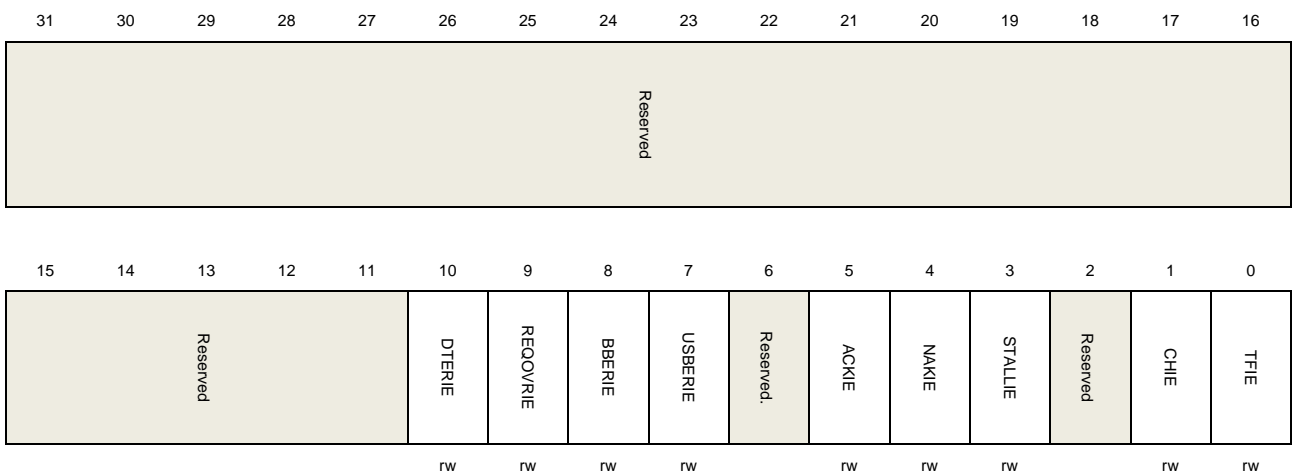 31 30 29 28 27 26 25 24 23 22 21 20 19 18 17 16
Reserved
15 14 13 12 11 10 9 8 7 6 5 4 3 2 1 0
Reserved DTERIE REQOVRIE BBERIE USBERIE Reserved. ACKIE NAKIE STALLIE Reserved CHIE TFIE
rw rw rw rw rw rw rw rw rw